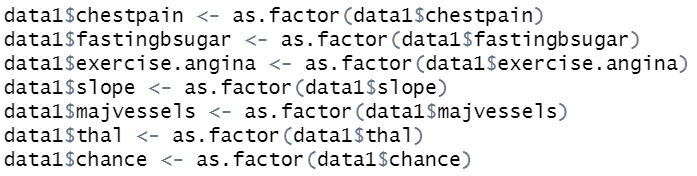 data1$chestpain <- as.factor(data1$chestpain)
data1$fastingbsugar <- as.factor(data1$fastingbsugar)
data1$exercise.angina <- as.factor(data1$exercise.angina)
data1$slope <- as.factor(data1$slope)
data1$majvessels <- as.factor(data1$majvessels)
data1$thal <- as.factor(data1$thal)
data1$chance <- as.factor(data1$chance)